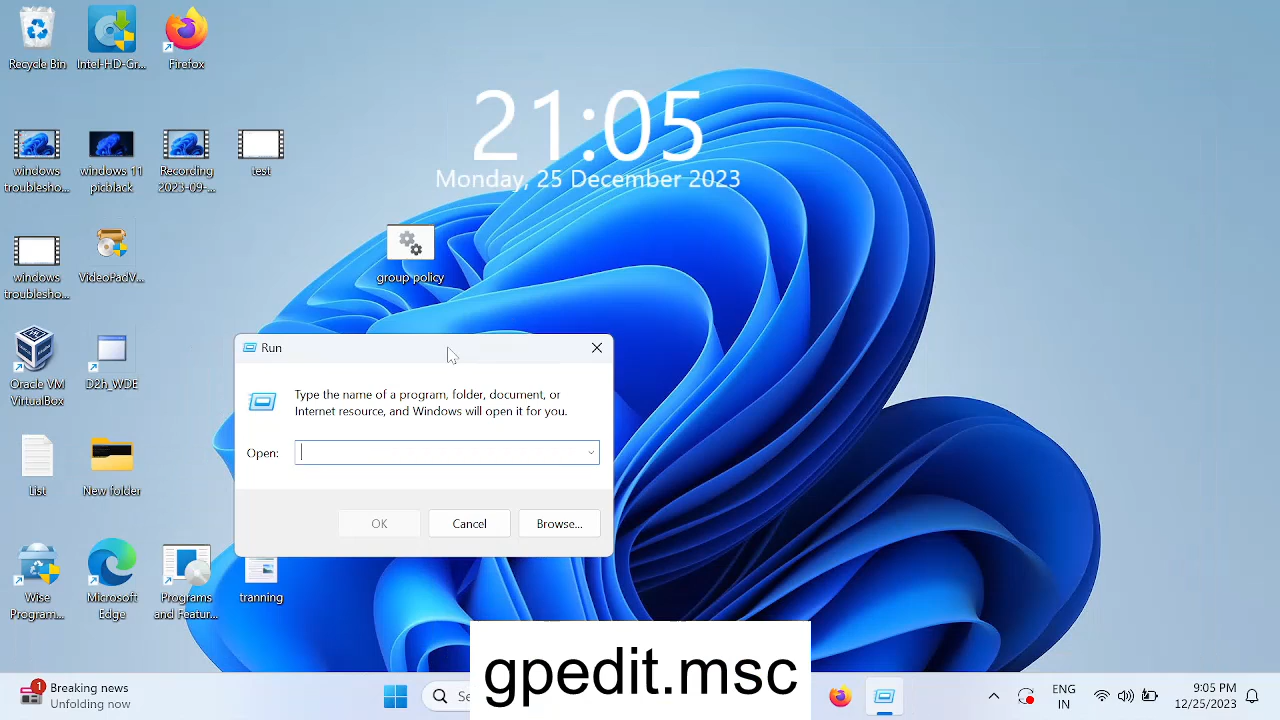 Recycle Bin
Intel-HD-Gr...
Firefox
21:05
Monday, 25 December 2023
windows
troublesho...
windows 11
picblack
Recording
2023-09-...
test
windows
troublesho...
VideoPadV...
group policy
Oracle VM
VirtualBox
D2h_WDE
Run
Type the name of a program, folder, document, or
Internet resource, and Windows will open it for you.
Open:
OK
Cancel
Browse...
List
New folder
Wise
Program...
Microsoft
Edge
Programs
and Featur...
tranning
gpedit.msc
1
Breaking news
Unfolding now
Se
ENG
IN
9:05 PM
12/25/2023